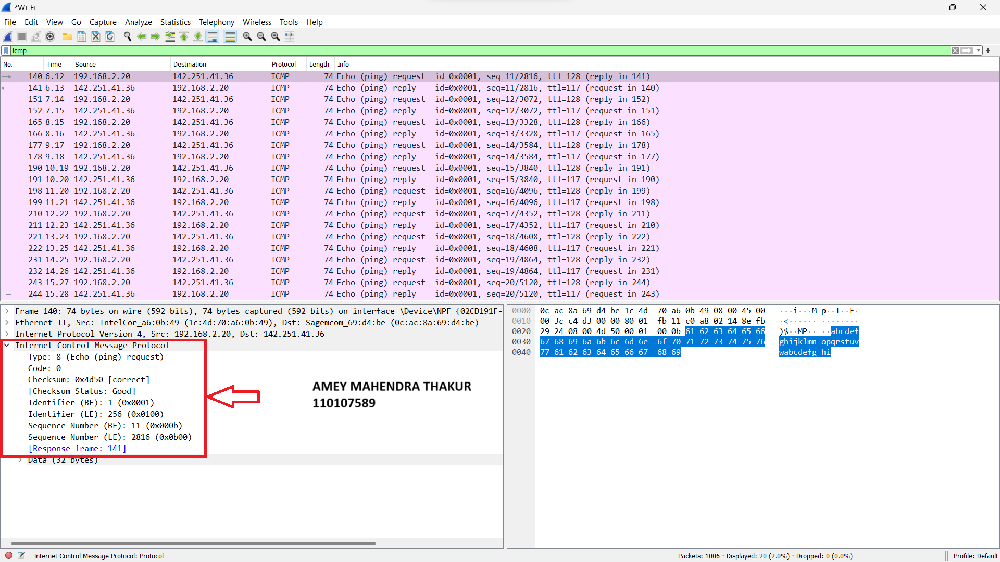 *Wi-Fi
File Edit View Go Capture Analyze Statistics Telephony Wireless Tools Help
icmp
No. Time Source Destination Protocol Length Info
140 6.12 192.168.2.20 142.251.41.36 ICMP 74 Echo (ping) request id=0x0001, seq=11/2816, ttl=128 (reply in 141)
141 6.13 142.251.41.36 192.168.2.20 ICMP 74 Echo (ping) reply id=0x0001, seq=11/2816, ttl=117 (request in 140)
151 7.14 192.168.2.20 142.251.41.36 ICMP 74 Echo (ping) request id=0x0001, seq=12/3072, ttl=128 (reply in 152)
152 7.15 142.251.41.36 192.168.2.20 ICMP 74 Echo (ping) reply id=0x0001, seq=12/3072, ttl=117 (request in 151)
165 8.15 192.168.2.20 142.251.41.36 ICMP 74 Echo (ping) request id=0x0001, seq=13/3328, ttl=128 (reply in 166)
166 8.16 142.251.41.36 192.168.2.20 ICMP 74 Echo (ping) reply id=0x0001, seq=13/3328, ttl=117 (request in 165)
177 9.17 192.168.2.20 142.251.41.36 ICMP 74 Echo (ping) request id=0x0001, seq=14/3584, ttl=128 (reply in 178)
178 9.18 142.251.41.36 192.168.2.20 ICMP 74 Echo (ping) reply id=0x0001, seq=14/3584, ttl=117 (request in 177)
190 10.19 192.168.2.20 142.251.41.36 ICMP 74 Echo (ping) request id=0x0001, seq=15/3840, ttl=128 (reply in 191)
191 10.20 142.251.41.36 192.168.2.20 ICMP 74 Echo (ping) reply id=0x0001, seq=15/3840, ttl=117 (request in 190)
198 11.20 192.168.2.20 142.251.41.36 ICMP 74 Echo (ping) request id=0x0001, seq=16/4096, ttl=128 (reply in 199)
199 11.21 142.251.41.36 192.168.2.20 ICMP 74 Echo (ping) reply id=0x0001, seq=16/4096, ttl=117 (request in 198)
210 12.22 192.168.2.20 142.251.41.36 ICMP 74 Echo (ping) request id=0x0001, seq=17/4352, ttl=128 (reply in 211)
211 12.23 142.251.41.36 192.168.2.20 ICMP 74 Echo (ping) reply id=0x0001, seq=17/4352, ttl=117 (request in 210)
221 13.23 192.168.2.20 142.251.41.36 ICMP 74 Echo (ping) request id=0x0001, seq=18/4608, ttl=128 (reply in 222)
222 13.25 142.251.41.36 192.168.2.20 ICMP 74 Echo (ping) reply id=0x0001, seq=18/4608, ttl=117 (request in 221)
231 14.25 192.168.2.20 142.251.41.36 ICMP 74 Echo (ping) request id=0x0001, seq=19/4864, ttl=128 (reply in 232)
232 14.26 142.251.41.36 192.168.2.20 ICMP 74 Echo (ping) reply id=0x0001, seq=19/4864, ttl=117 (request in 231)
243 15.27 192.168.2.20 142.251.41.36 ICMP 74 Echo (ping) request id=0x0001, seq=20/5120, ttl=128 (reply in 244)
244 15.28 142.251.41.36 192.168.2.20 ICMP 74 Echo (ping) reply id=0x0001, seq=20/5120, ttl=117 (request in 243)
Frame 140: 74 bytes on wire (592 bits), 74 bytes captured (592 bits) on interface \Device\NPF_{02CD191F-
Ethernet II, Src: IntelCor_a6:0b:49 (1c:4d:70:a6:0b:49), Dst: Sagemcom_69:d4:be (0c:ac:8a:69:d4:be)
Internet Protocol Version 4, Src: 192.168.2.20, Dst: 142.251.41.36
Internet Control Message Protocol
Type: 8 (Echo (ping) request)
Code: 0
Checksum: 0x4d50 [correct]
[Checksum Status: Good]
Identifier (BE): 1 (0x0001)
Identifier (LE): 256 (0x0100)
Sequence Number (BE): 11 (0x000b)
Sequence Number (LE): 2816 (0x0b00)
[Response frame: 141]
Data (32 bytes)
AMEY MAHENDRA THAKUR
110107589
0000 0c ac 8a 69 d4 be 1c 4d 70 a6 0b 49 08 00 45 00 ···i···M p··I··E·
0010 00 3c c4 d3 00 00 80 01 fb 11 c0 a8 02 14 8e fb ·<······ ········
0020 29 24 08 00 4d 50 00 01 00 0b 61 62 63 64 65 66 )$··MP·· ··abcdef
0030 67 68 69 6a 6b 6c 6d 6e 6f 70 71 72 73 74 75 76 ghijklmn opqrstuv
0040 77 61 62 63 64 65 66 67 68 69 wabcdefg hi
Internet Control Message Protocol: Protocol
Packets: 1006 · Displayed: 20 (2.0%) · Dropped: 0 (0.0%)
Profile: Default